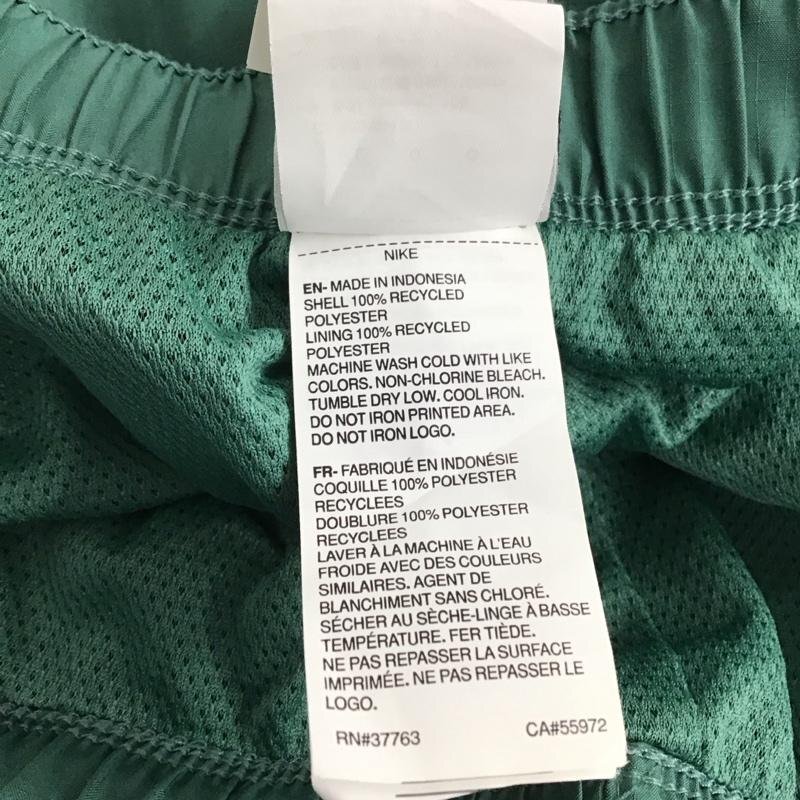 NIKE
EN- MADE IN INDONESIA
SHELL 100% RECYCLED
POLYESTER
LINING 100% RECYCLED
POLYESTER
MACHINE WASH COLD WITH LIKE
COLORS. NON-CHLORINE BLEACH.
TUMBLE DRY LOW. COOL IRON.
DO NOT IRON PRINTED AREA.
DO NOT IRON LOGO.
FR- FABRIQUÉ EN INDONÉSIE
COQUILLE 100% POLYESTER
RECYCLEES
DOUBLURE 100% POLYESTER
RECYCLEES
LAVER À LA MACHINE À L'EAU
FROIDE AVEC DES COULEURS
SIMILAIRES. AGENT DE
BLANCHIMENT SANS CHLORÉ.
SÉCHER AU SÈCHE-LINGE À BASSE
TEMPÉRATURE. FER TIÈDE.
NE PAS REPASSER LA SURFACE
IMPRIMÉE. NE PAS REPASSER LE
LOGO.
RN#37763 CA#55972